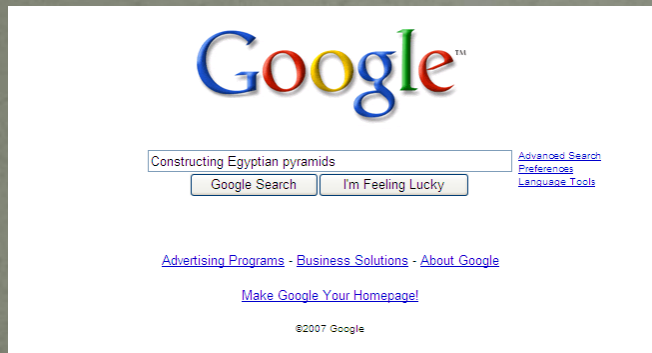 Google™
Constructing Egyptian pyramids
Google Search I'm Feeling Lucky
Advanced Search
Preferences
Language Tools
Advertising Programs - Business Solutions - About Google
Make Google Your Homepage!
©2007 Google